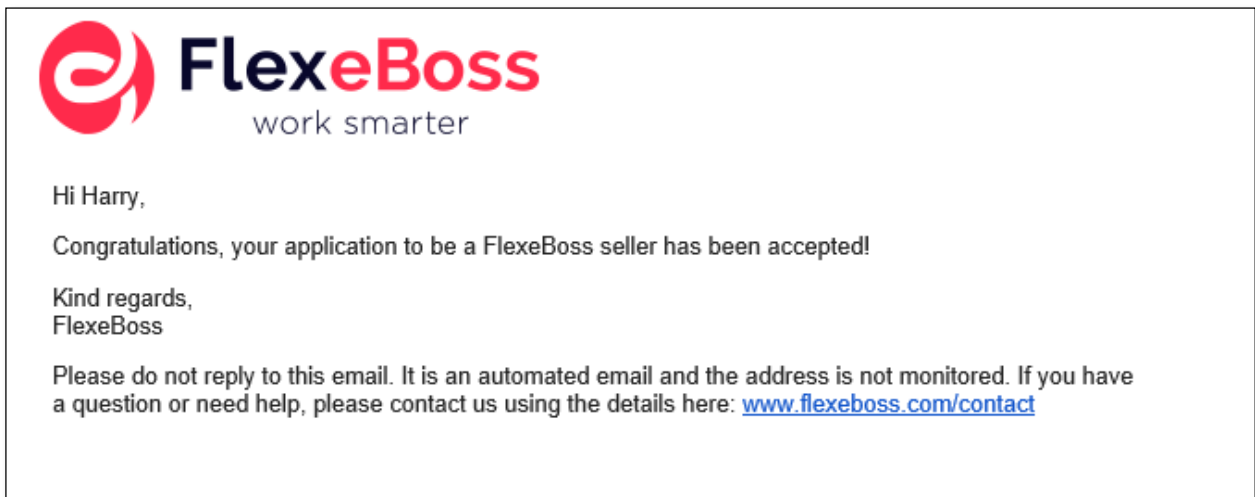 FlexeBoss
work smarter
Hi Harry,
Congratulations, your application to be a FlexeBoss seller has been accepted!
Kind regards,
FlexeBoss
Please do not reply to this email. It is an automated email and the address is not monitored. If you have
a question or need help, please contact us using the details here: www.flexeboss.com/contact